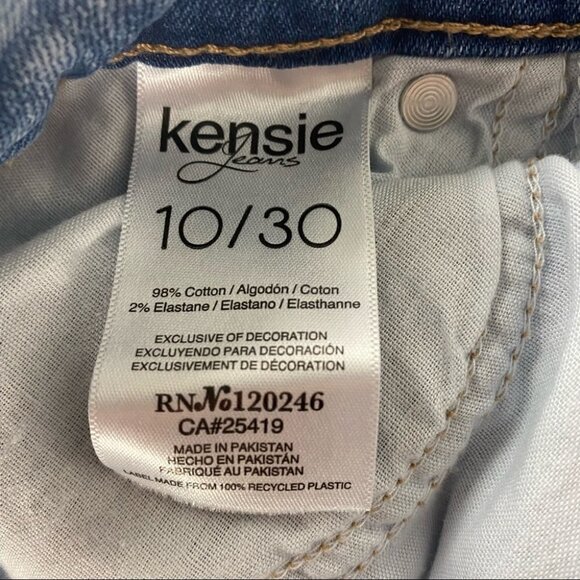 kensie
Jeans
10/30
98% Cotton / Algodón / Coton
2% Elastane / Elastano / Elasthanne
EXCLUSIVE OF DECORATION
EXCLUYENDO PARA DECORACIÓN
EXCLUSIVEMENT DE DÉCORATION
RN№120246
CA#25419
MADE IN PAKISTAN
HECHO EN PAKISTÁN
FABRIQUÉ AU PAKISTAN
LABEL MADE FROM 100% RECYCLED PLASTIC